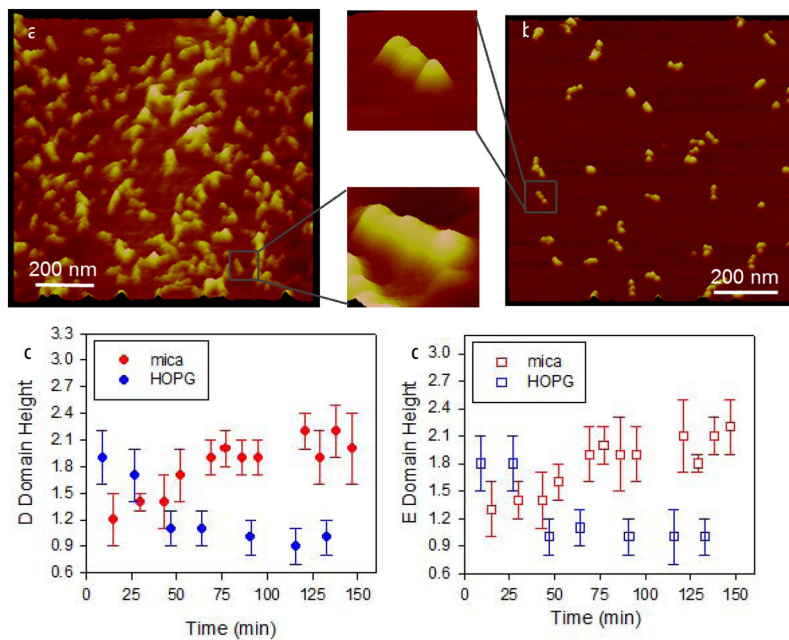 a
b
200 nm
200 nm
c
mica
HOPG
D Domain Height
3.3
3.0
2.7
2.4
2.1
1.8
1.5
1.2
0.9
0.6
0 25 50 75 100 125 150
Time (min)
d
mica
HOPG
E Domain Height
3.0
2.7
2.4
2.1
1.8
1.5
1.2
0.9
0.6
0 25 50 75 100 125 150
Time (min)